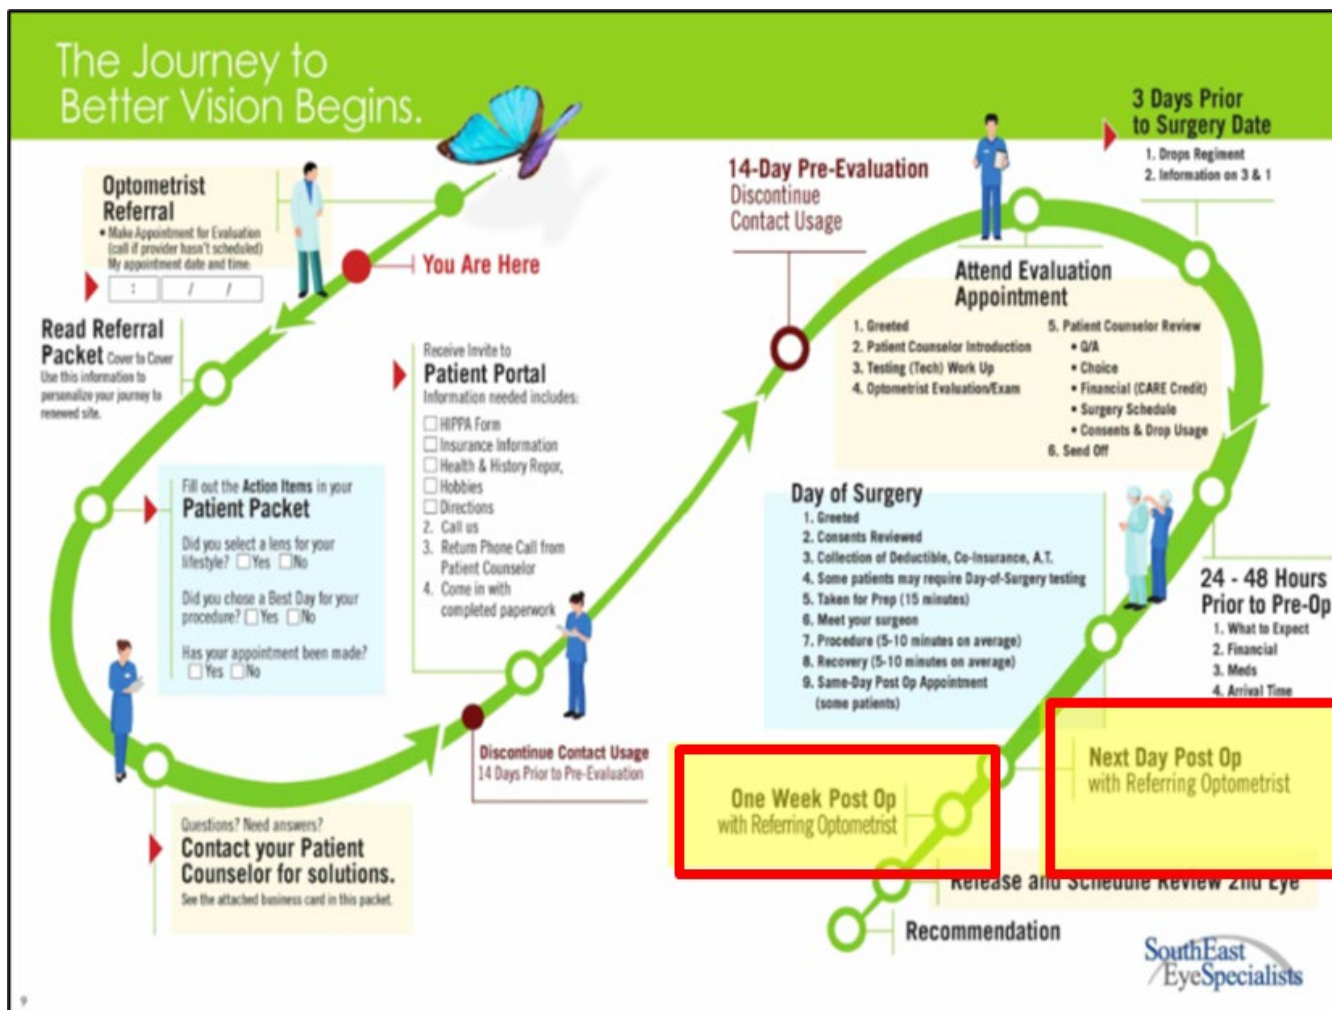 The Journey to
Better Vision Begins.
Optometrist
Referral
• Make Appointment for Evaluation
(call if provider hasn't scheduled)
My appointment date and time:
: / /
You Are Here
Read Referral
Packet Cover to Cover
Use this information to
personalize your journey to
renewed site.
Fill out the Action Items in your
Patient Packet
Did you select a lens for your
lifestyle? Yes No
Did you chose a Best Day for your
procedure? Yes No
Has your appointment been made?
Yes No
Questions? Need answers?
Contact your Patient
Counselor for solutions.
See the attached business card in this packet.
Receive Invite to
Patient Portal
Information needed includes:
HIPPA Form
Insurance Information
Health & History Repor,
Hobbies
Directions
2. Call us
3. Return Phone Call from
Patient Counselor
4. Come in with
completed paperwork
Discontinue Contact Usage
14 Days Prior to Pre-Evaluation
14-Day Pre-Evaluation
Discontinue
Contact Usage
Attend Evaluation
Appointment
1. Greeted
2. Patient Counselor Introduction
3. Testing (Tech) Work Up
4. Optometrist Evaluation/Exam
5. Patient Counselor Review
• Q/A
• Choice
• Financial (CARE Credit)
• Surgery Schedule
• Consents & Drop Usage
6. Send Off
3 Days Prior
to Surgery Date
1. Drops Regiment
2. Information on 3 & 1
24 - 48 Hours
Prior to Pre-Op
1. What to Expect
2. Financial
3. Meds
4. Arrival Time
Day of Surgery
1. Greeted
2. Consents Reviewed
3. Collection of Deductible, Co-Insurance, A.T.
4. Some patients may require Day-of-Surgery testing
5. Taken for Prep (15 minutes)
6. Meet your surgeon
7. Procedure (5-10 minutes on average)
8. Recovery (5-10 minutes on average)
9. Same-Day Post Op Appointment
(some patients)
Next Day Post Op
with Referring Optometrist
One Week Post Op
with Referring Optometrist
Release and Schedule Review 2nd Eye
Recommendation
SouthEast
EyeSpecialists
9